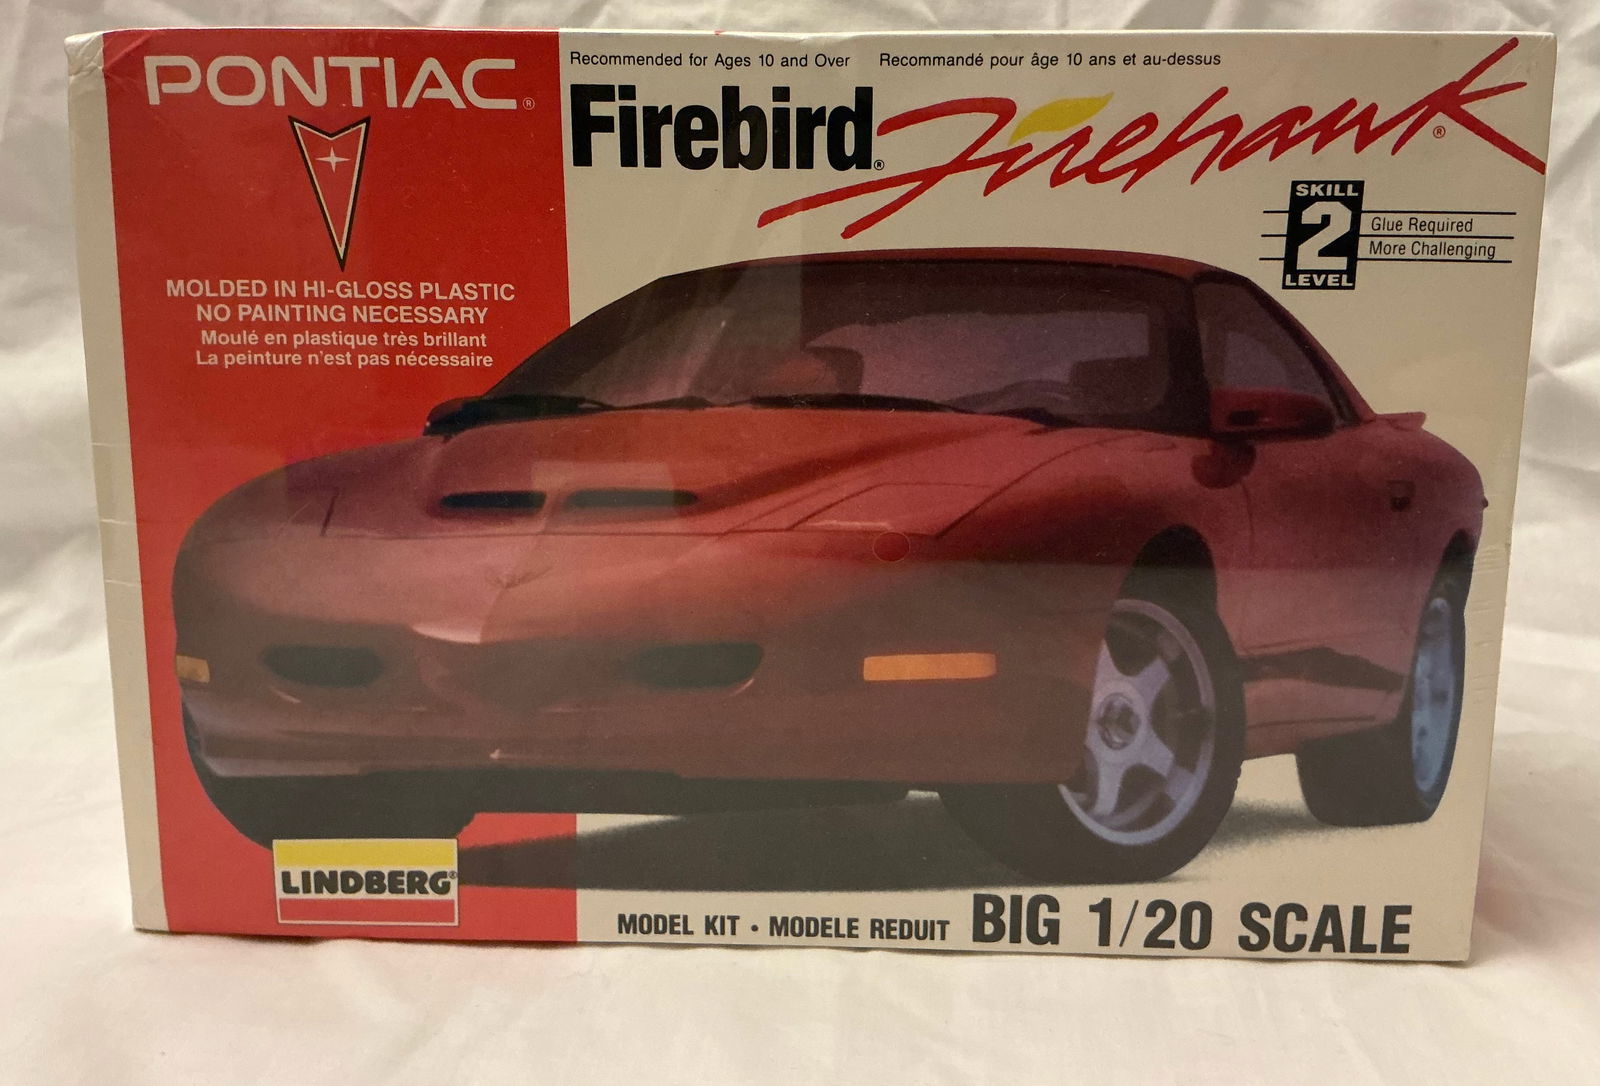 PONTIAC®
Recommended for Ages 10 and Over Recommandé pour âge 10 ans et au-dessus
Firebird® Firehawk®
SKILL
2
LEVEL
Glue Required
More Challenging
MOLDED IN HI-GLOSS PLASTIC
NO PAINTING NECESSARY
Moulé en plastique très brillant
La peinture n'est pas nécessaire
LINDBERG®
MODEL KIT • MODELE REDUIT BIG 1/20 SCALE